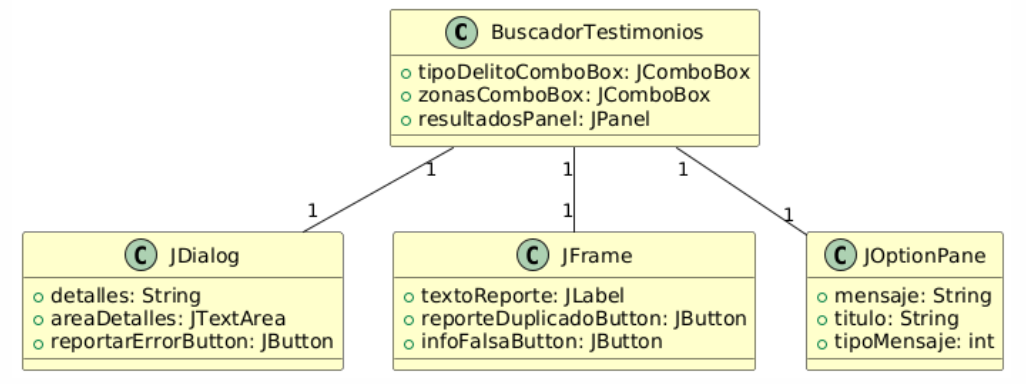 C BuscadorTestimonios
tipoDelitoComboBox: JComboBox
zonasComboBox: JComboBox
resultadosPanel: JPanel
1 1 1
1 1 1
C JDialog
detalles: String
areaDetalles: JTextArea
reportarErrorButton: JButton
C JFrame
textoReporte: JLabel
reporteDuplicadoButton: JButton
infoFalsaButton: JButton
C JOptionPane
mensaje: String
titulo: String
tipoMensaje: int